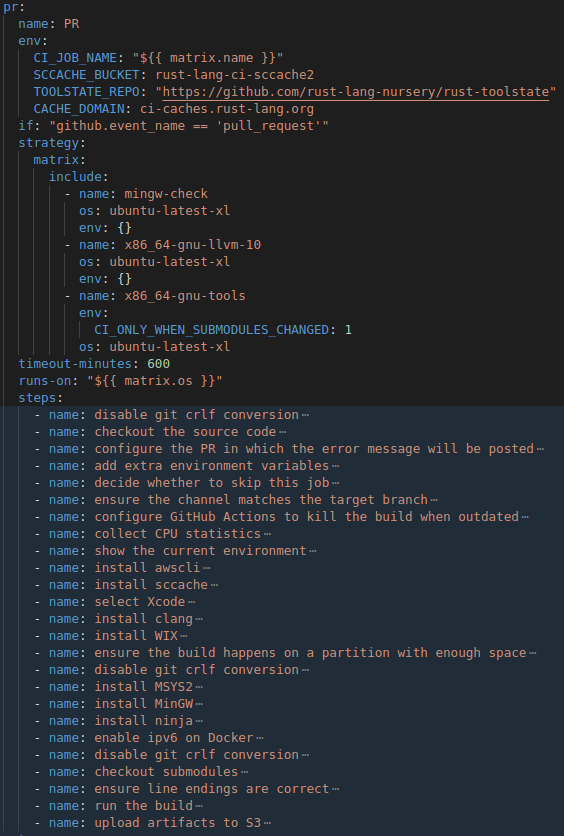 pr:
name: PR
env:
CI_JOB_NAME: "${{ matrix.name }}"
SCCACHE_BUCKET: rust-lang-ci-sccache2
TOOLSTATE_REPO: "https://github.com/rust-lang-nursery/rust-toolstate"
CACHE_DOMAIN: ci-caches.rust-lang.org
if: "github.event_name == 'pull_request'"
strategy:
matrix:
include:
- name: mingw-check
os: ubuntu-latest-xl
env: {}
- name: x86_64-gnu-llvm-10
os: ubuntu-latest-xl
env: {}
- name: x86_64-gnu-tools
env:
CI_ONLY_WHEN_SUBMODULES_CHANGED: 1
os: ubuntu-latest-xl
timeout-minutes: 600
runs-on: "${{ matrix.os }}"
steps:
- name: disable git crlf conversion…
- name: checkout the source code…
- name: configure the PR in which the error message will be posted…
- name: add extra environment variables…
- name: decide whether to skip this job…
- name: ensure the channel matches the target branch…
- name: configure GitHub Actions to kill the build when outdated…
- name: collect CPU statistics…
- name: show the current environment…
- name: install awscli…
- name: install sccache…
- name: select Xcode…
- name: install clang…
- name: install WIX…
- name: ensure the build happens on a partition with enough space…
- name: disable git crlf conversion…
- name: install MSYS2…
- name: install MinGW…
- name: install ninja…
- name: enable ipv6 on Docker…
- name: disable git crlf conversion…
- name: checkout submodules…
- name: ensure line endings are correct…
- name: run the build…
- name: upload artifacts to S3…